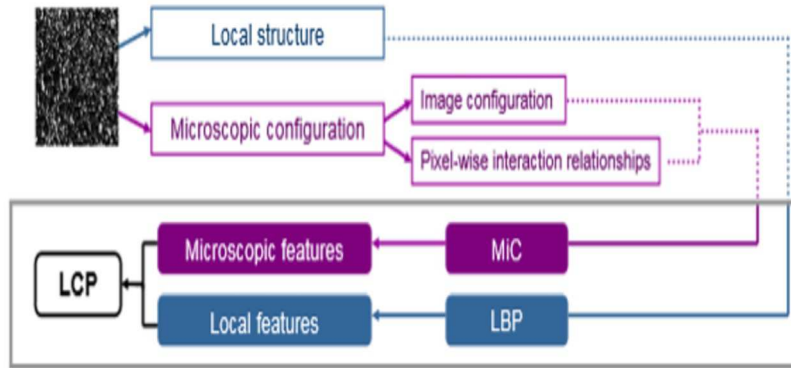 Local structure
Image configuration
Microscopic configuration
Pixel-wise interaction relationships
Microscopic features
MiC
LCP
Local features
LBP